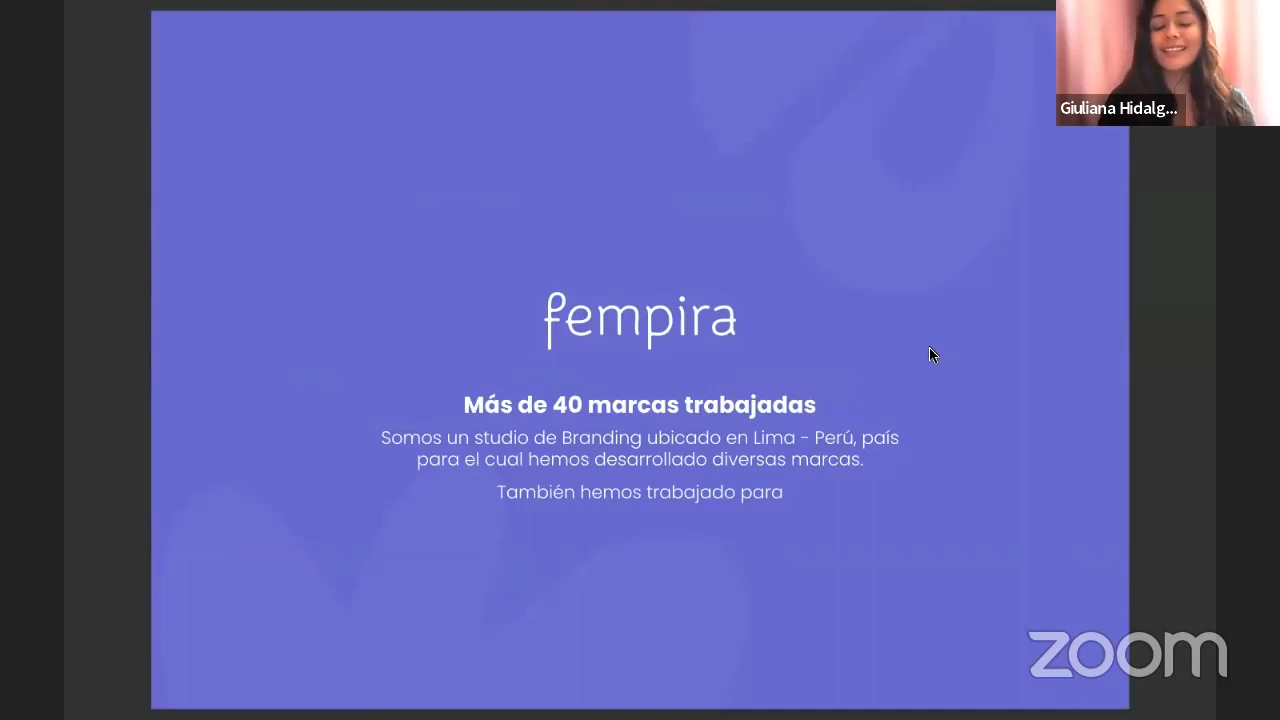 Giuliana Hidalg...
fempira
Más de 40 marcas trabajadas
Somos un studio de Branding ubicado en Lima - Perú, país
para el cual hemos desarrollado diversas marcas.
También hemos trabajado para
zoom